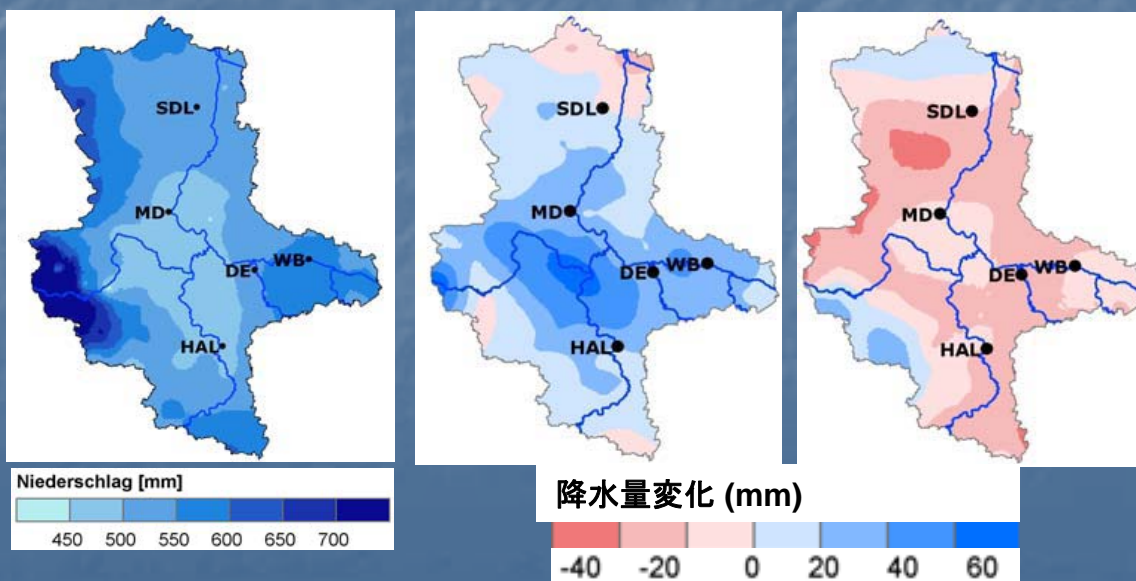 SDL
MD
DE
WB
HAL
SDL
MD
DE
WB
HAL
SDL
MD
DE
WB
HAL
Niederschlag [mm]
450 500 550 600 650 700
降水量変化 (mm)
-40 -20 0 20 40 60